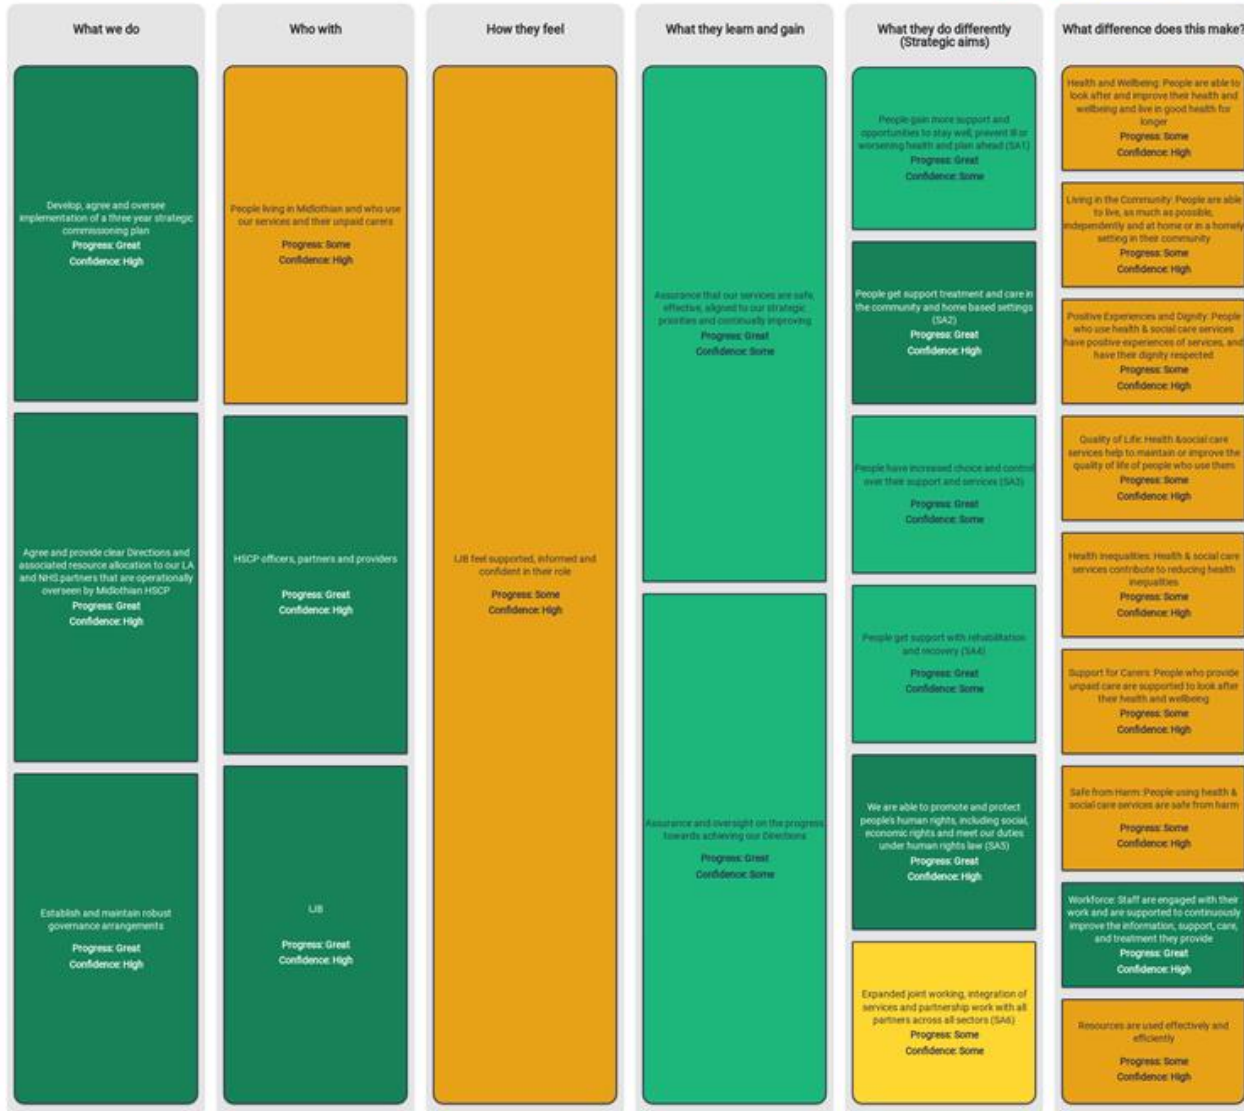 What we do
Develop, agree and oversee
implementation of a three year strategic
commissioning plan
Progress: Great
Confidence: High
Agree and provide clear Directions and
associated resource allocation to our LA
and NHS partners that are operationally
overseen by Midlothian HSCP
Progress: Great
Confidence: High
Establish and maintain robust
governance arrangements
Progress: Great
Confidence: High
Who with
People living in Midlothian and who use
our services and their unpaid carers
Progress: Some
Confidence: High
HSCP officers, partners and providers
Progress: Great
Confidence: High
IJB
Progress: Great
Confidence: High
How they feel
IJB feel supported, informed and
confident in their role
Progress: Some
Confidence: High
What they learn and gain
Assurance that our services are safe,
effective, aligned to our strategic
priorities and continually improving
Progress: Great
Confidence: Some
Assurance and oversight on the progress
towards achieving our Directions
Progress: Great
Confidence: Some
What they do differently
(Strategic aims)
People gain more support and
opportunities to stay well, prevent ill or
worsening health and plan ahead (SA1)
Progress: Great
Confidence: Some
People get support treatment and care in
the community and home based settings
(SA2)
Progress: Great
Confidence: High
People have increased choice and control
over their support and services (SA3)
Progress: Great
Confidence: Some
People get support with rehabilitation
and recovery (SA4)
Progress: Great
Confidence: Some
We are able to promote and protect
people's human rights, including social,
economic rights and meet our duties
under human rights law (SA5)
Progress: Great
Confidence: High
Expanded joint working, integration of
services and partnership work with all
partners across all sectors (SA6)
Progress: Some
Confidence: Some
What difference does this make?
Health and Wellbeing: People are able to
look after and improve their health and
wellbeing and live in good health for
longer
Progress: Some
Confidence: High
Living in the Community: People are able
to live, as much as possible,
independently and at home or in a homely
setting in their community
Progress: Some
Confidence: High
Positive Experiences and Dignity: People
who use health & social care services
have positive experiences of services, and
have their dignity respected
Progress: Some
Confidence: High
Quality of Life: Health &social care
services help to maintain or improve the
quality of life of people who use them
Progress: Some
Confidence: High
Health Inequalities: Health & social care
services contribute to reducing health
inequalities
Progress: Some
Confidence: High
Support for Carers: People who provide
unpaid care are supported to look after
their health and wellbeing
Progress: Some
Confidence: High
Safe from Harm: People using health &
social care services are safe from harm
Progress: Some
Confidence: High
Workforce: Staff are engaged with their
work and are supported to continuously
improve the information, support, care,
and treatment they provide
Progress: Great
Confidence: High
Resources are used effectively and
efficiently
Progress: Some
Confidence: High